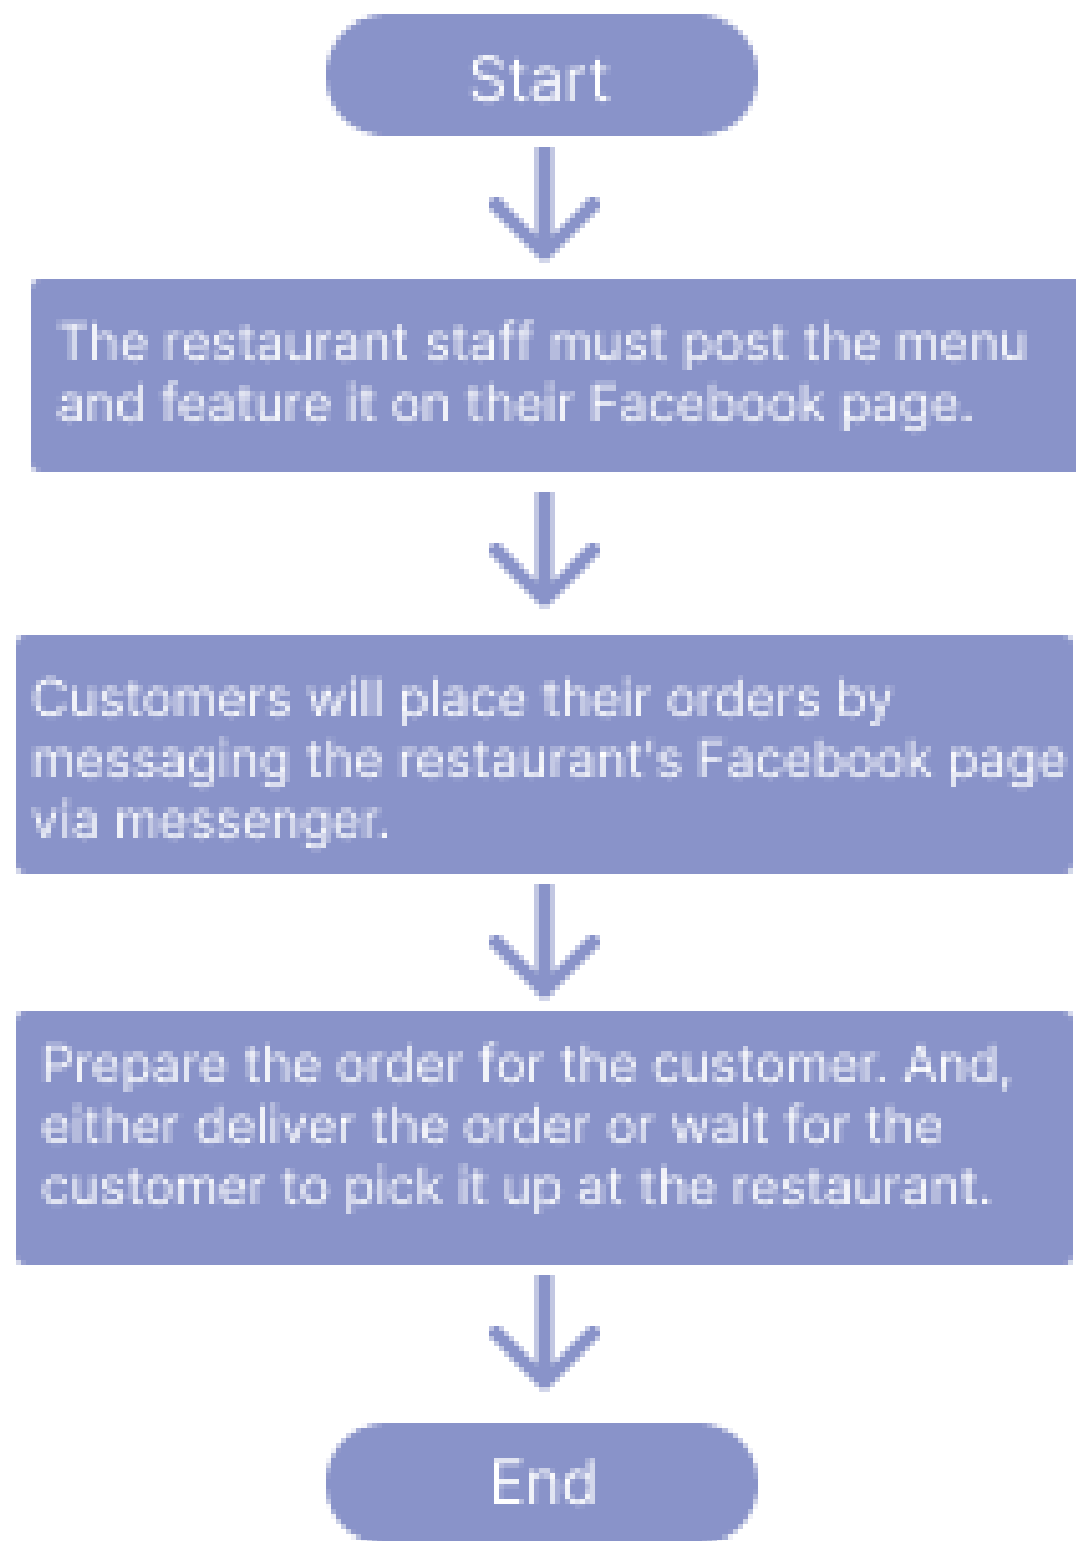 Start
The restaurant staff must post the menu
and feature it on their Facebook page.
Customers will place their orders by
messaging the restaurant's Facebook page
via messenger.
Prepare the order for the customer. And,
either deliver the order or wait for the
customer to pick it up at the restaurant.
End